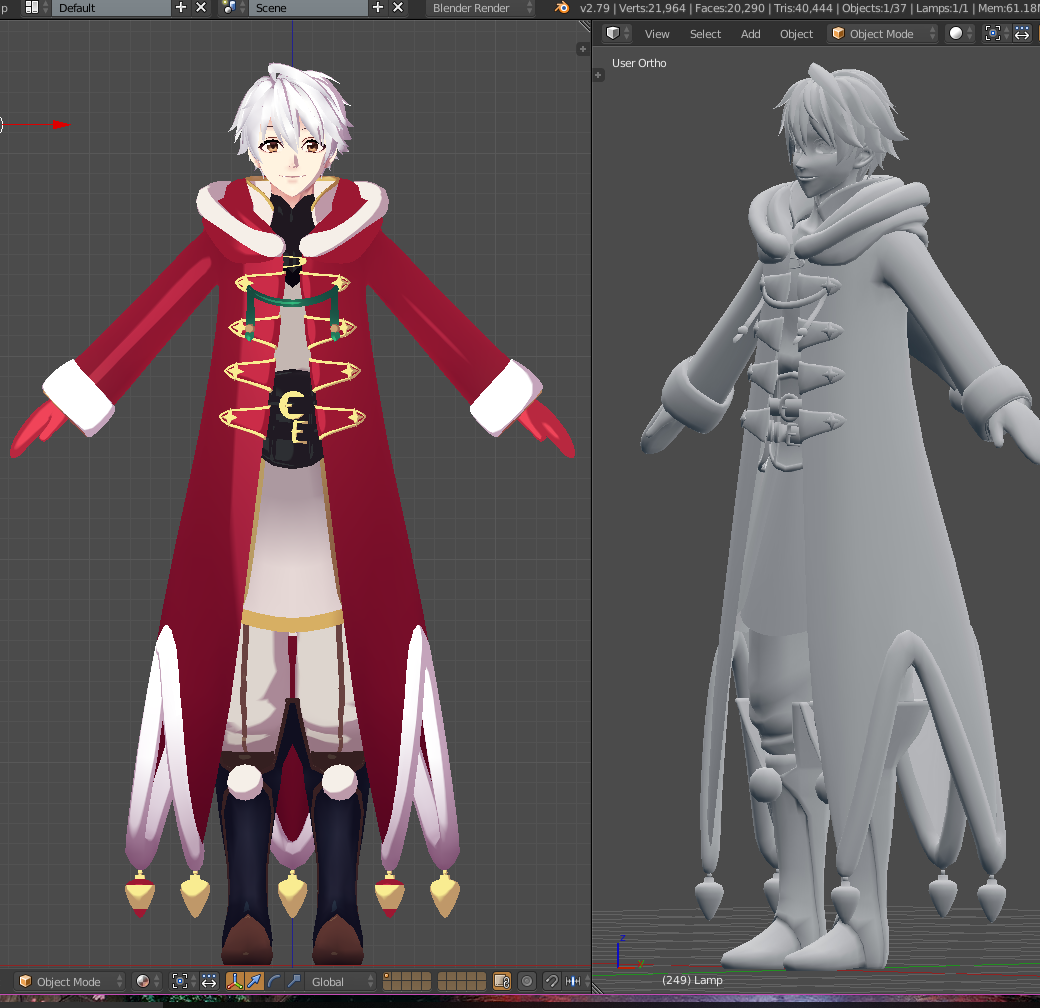 p Default Scene Blender Render v2.79 | Verts:21,964 | Faces:20,290 | Tris:40,444 | Objects:1/37 | Lamps:1/1 | Mem:61.18
View Select Add Object Object Mode
User Ortho
z
(249) Lamp
Object Mode Global